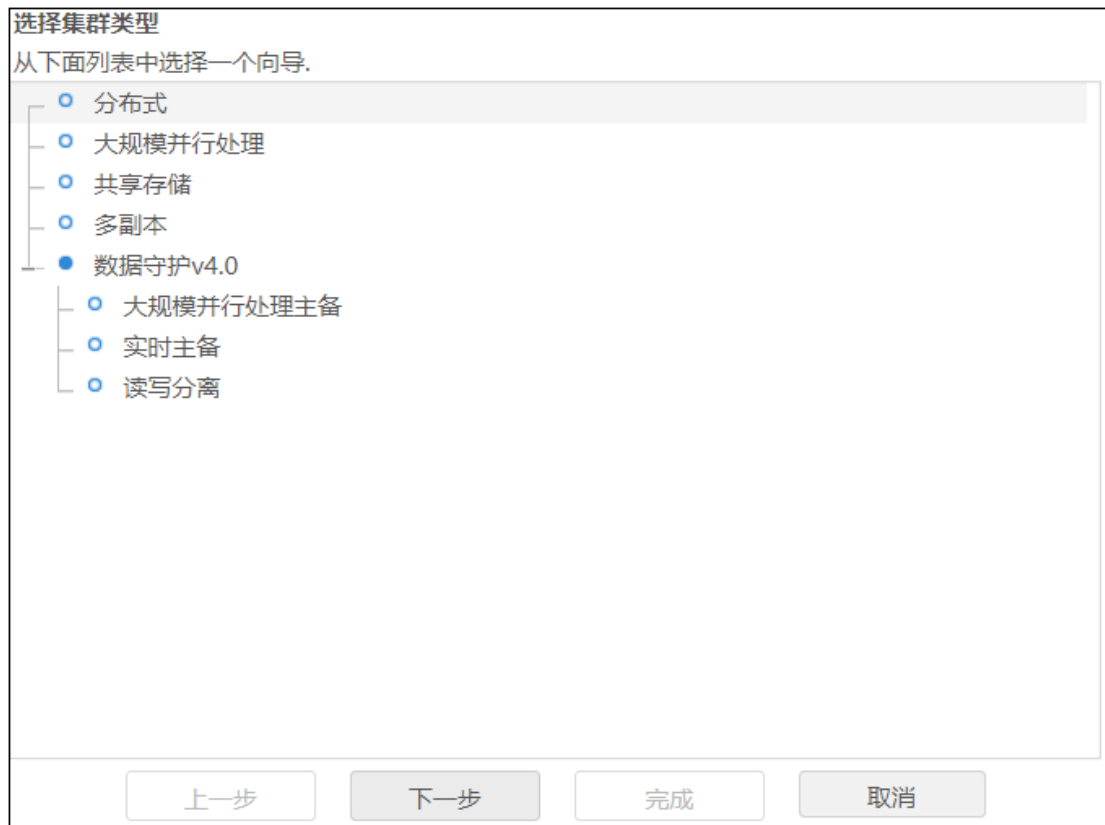 选择集群类型
从下面列表中选择一个向导.
分布式
大规模并行处理
共享存储
多副本
数据守护v4.0
大规模并行处理主备
实时主备
读写分离
上一步 下一步 完成 取消